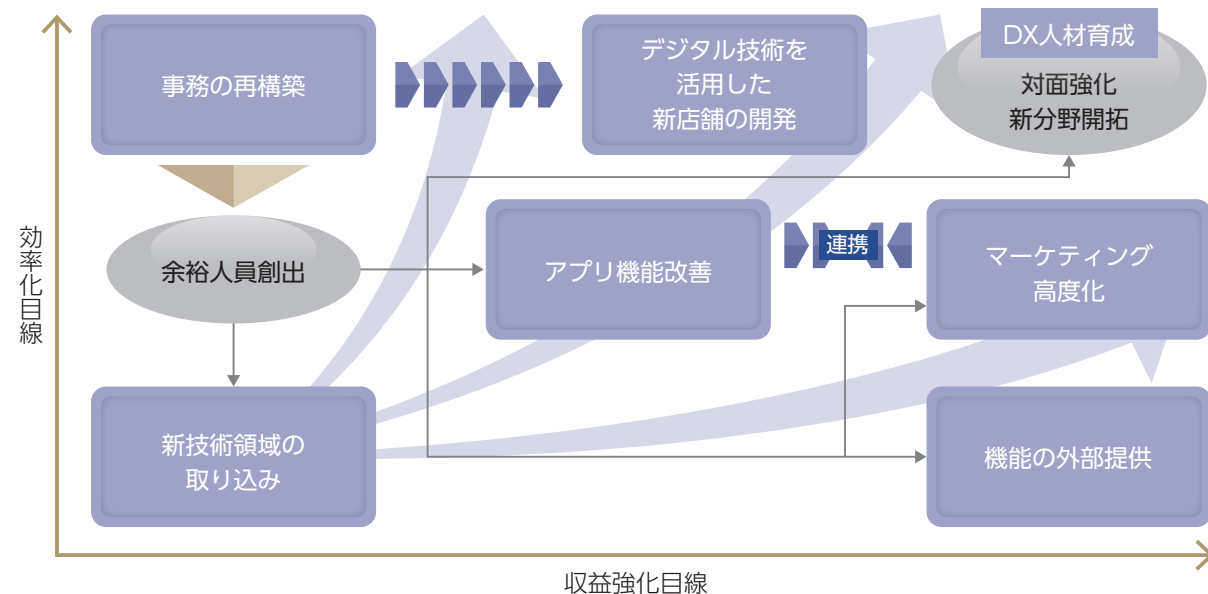 事務の再構築
デジタル技術を
活用した
新店舗の開発
DX人材育成
対面強化
新分野開拓
効率化目線
余裕人員創出
アプリ機能改善
連携
マーケティング
高度化
新技術領域の
取り込み
機能の外部提供
収益強化目線